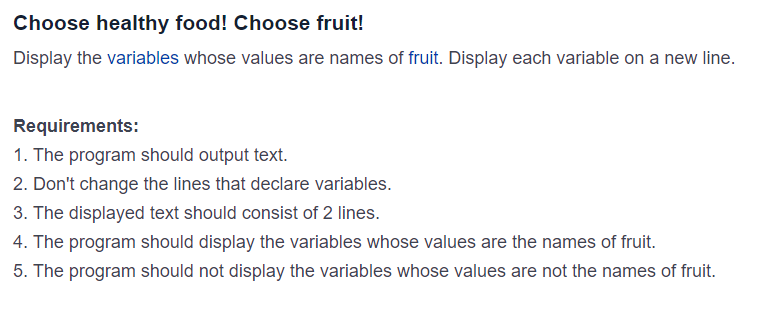 Choose healthy food! Choose fruit!
Display the variables whose values are names of fruit. Display each variable on a new line.
Requirements:
1. The program should output text.
2. Don't change the lines that declare variables.
3. The displayed text should consist of 2 lines.
4. The program should display the variables whose values are the names of fruit.
5. The program should not display the variables whose values are not the names of fruit.